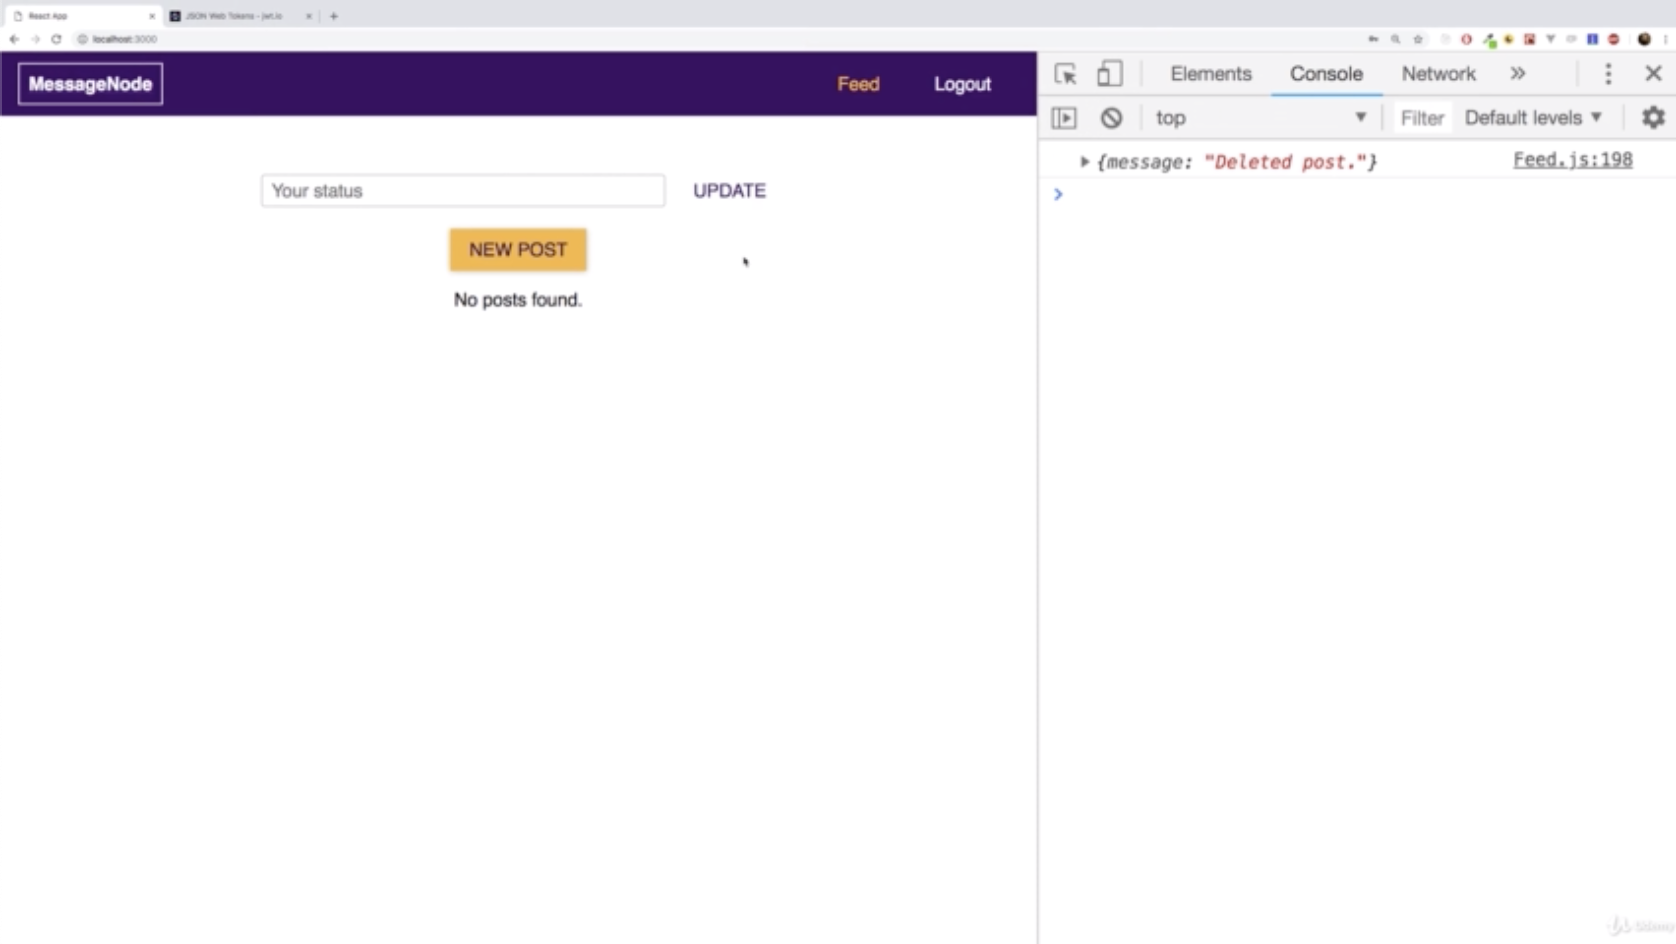 React App
JSON Web Tokens - jwt.io
localhost:3000
MessageNode
Feed
Logout
Your status
UPDATE
NEW POST
No posts found.
Elements
Console
Network
top
Filter
Default levels
{message: "Deleted post."}
Feed.js:198
Udemy